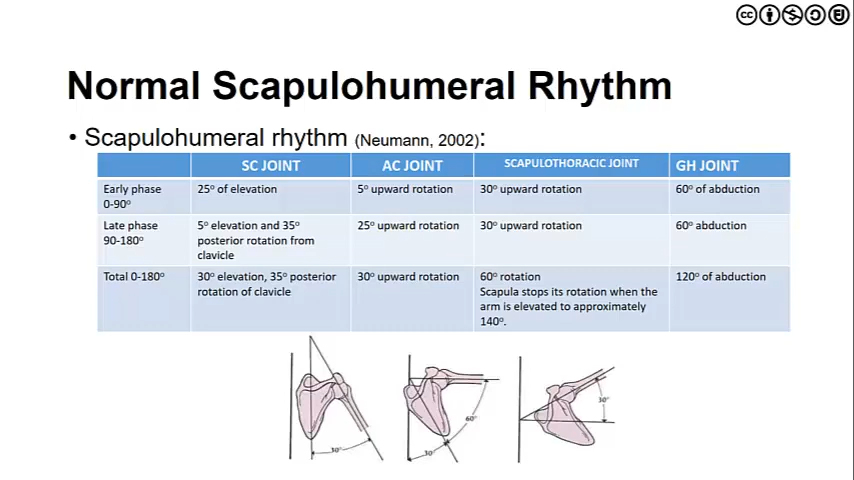 Normal Scapulohumeral Rhythm
• Scapulohumeral rhythm (Neumann, 2002):
SC JOINT AC JOINT SCAPULOTHORACIC JOINT GH JOINT
Early phase
0-90° 25° of elevation 5° upward rotation 30° upward rotation 60° of abduction
Late phase
90-180° 5° elevation and 35°
posterior rotation from
clavicle 25° upward rotation 30° upward rotation 60° abduction
Total 0-180° 30° elevation, 35° posterior
rotation of clavicle 30° upward rotation 60° rotation
Scapula stops its rotation when the
arm is elevated to approximately
140°. 120° of abduction
30°
60°
30°
30°